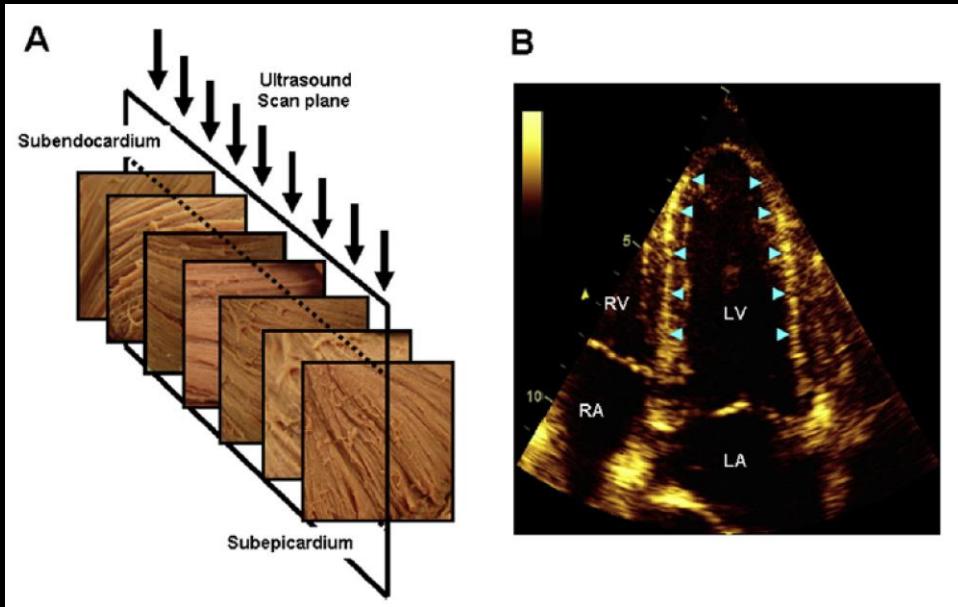 A
Ultrasound
Scan plane
Subendocardium
Subepicardium
B
5
RV
LV
10
RA
LA